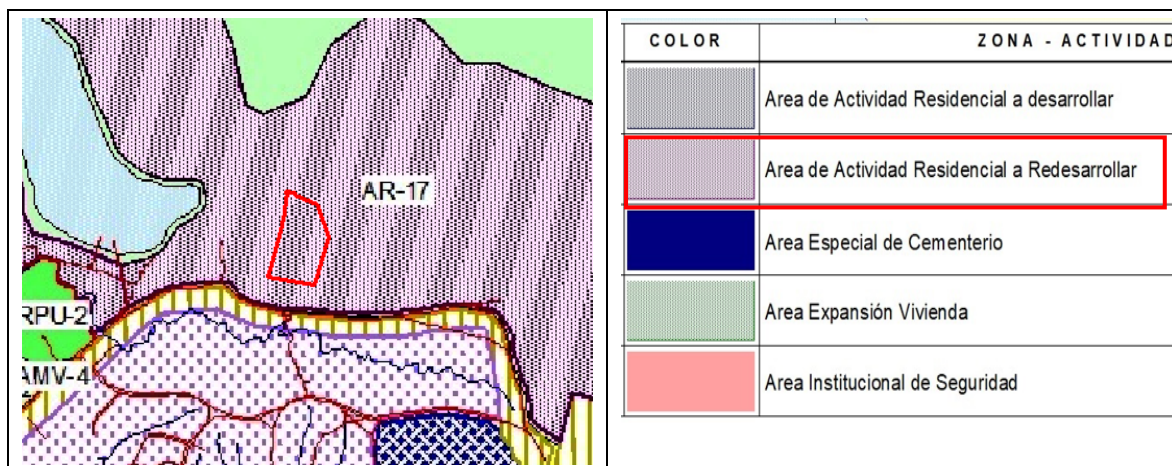 AR-17
RPU-2
AMV-4
COLOR ZONA - ACTIVIDAD
Area de Actividad Residencial a desarrollar
Area de Actividad Residencial a Redesarrollar
Area Especial de Cementerio
Area Expansión Vivienda
Area Institucional de Seguridad